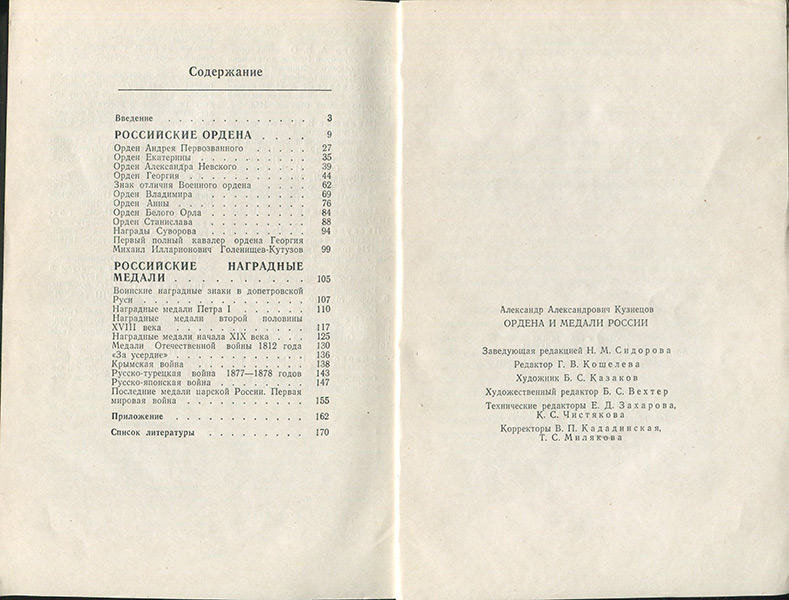 Содержание
Введение . . . . . . . . . . . . 3
РОССИЙСКИЕ ОРДЕНА . . . . 9
Орден Андрея Первозванного . . . . . 27
Орден Екатерины . . . . . . . . . 35
Орден Александра Невского . . . . . . 39
Орден Георгия . . . . . . . . . . 44
Знак отличия Военного ордена . . . . 62
Орден Владимира . . . . . . . . . 69
Орден Анны . . . . . . . . . . . 76
Орден Белого Орла . . . . . . . . 84
Орден Станислава . . . . . . . . . 88
Награды Суворова . . . . . . . . . 94
Первый полный кавалер ордена Георгия
Михаил Илларионович Голенищев-Кутузов 99
РОССИЙСКИЕ НАГРАДНЫЕ
МЕДАЛИ . . . . . . . . . . 105
Воинские наградные знаки в допетровской
Руси . . . . . . . . . . . . . 107
Наградные медали Петра I . . . . . . 110
Наградные медали второй половины
XVIII века . . . . . . . . . . . 117
Наградные медали начала XIX века . . . 125
Медали Отечественной войны 1812 года 130
«За усердие» . . . . . . . . . . . 136
Крымская война . . . . . . . . . . 138
Русско-турецкая война 1877—1878 годов 143
Русско-японская война . . . . . . . 147
Последние медали царской России. Первая
мировая война . . . . . . . . . . 155
Приложение . . . . . . . . . . . 162
Список литературы . . . . . . . . 170
Александр Александрович Кузнецов
ОРДЕНА И МЕДАЛИ РОССИИ
Заведующая редакцией Н. М. Сидорова
Редактор Г. В. Кошелева
Художник Б. С. Казаков
Художественный редактор Б. С. Вехтер
Технические редакторы Е. Д. Захарова,
К. С. Чистякова
Корректоры В. П. Кададинская,
Т. С. Милякова